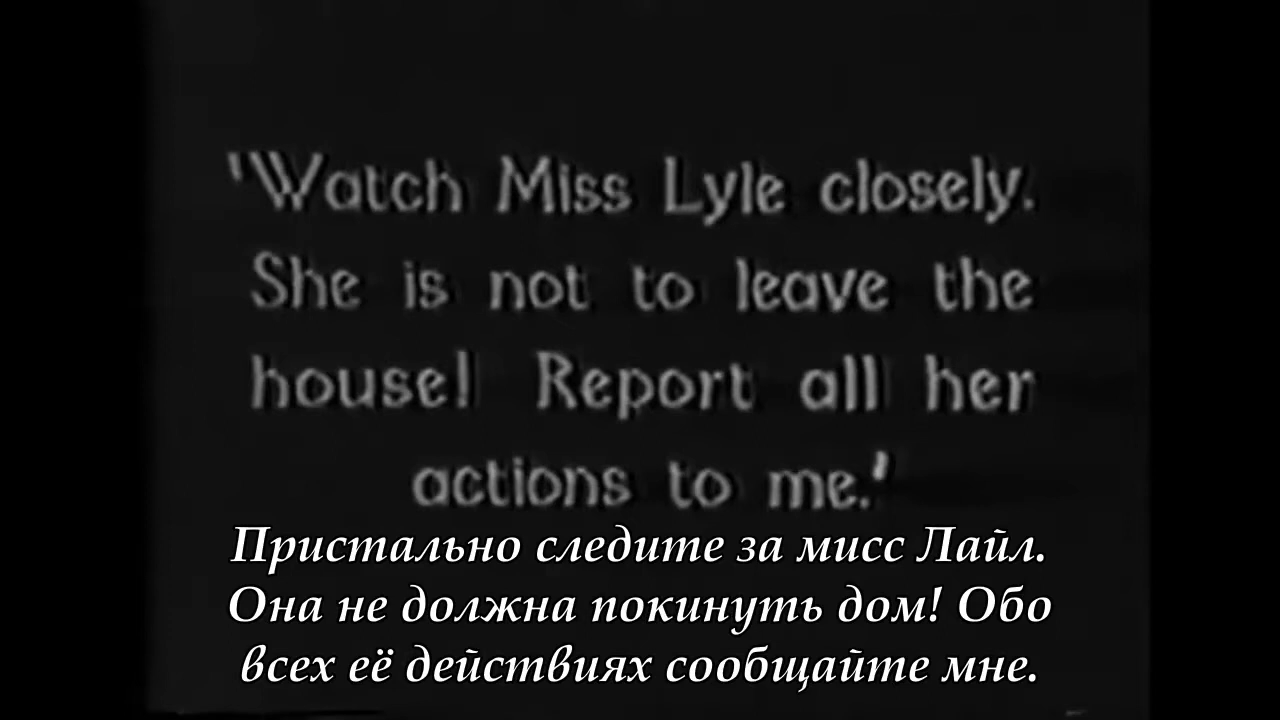 'Watch Miss Lyle closely.
She is not to leave the
house! Report all her
actions to me.'
Пристально следите за мисс Лайл.
Она не должна покинуть дом! Обо
всех её действиях сообщайте мне.